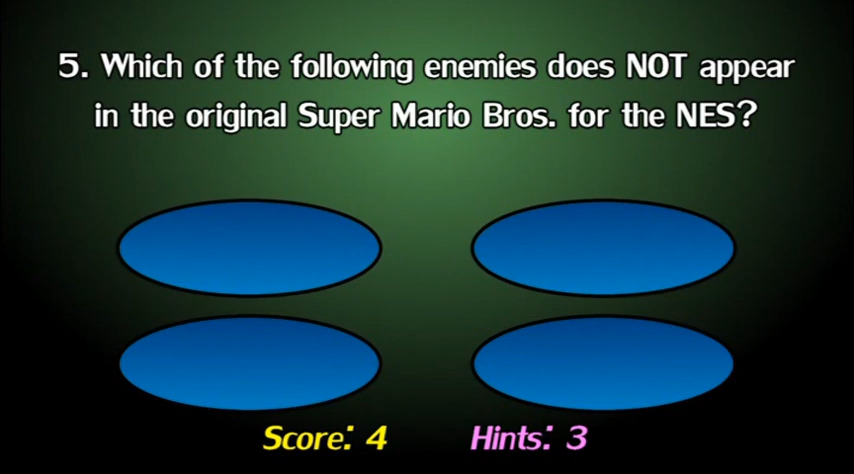 5. Which of the following enemies does NOT appear
in the original Super Mario Bros. for the NES?
Score: 4 Hints: 3